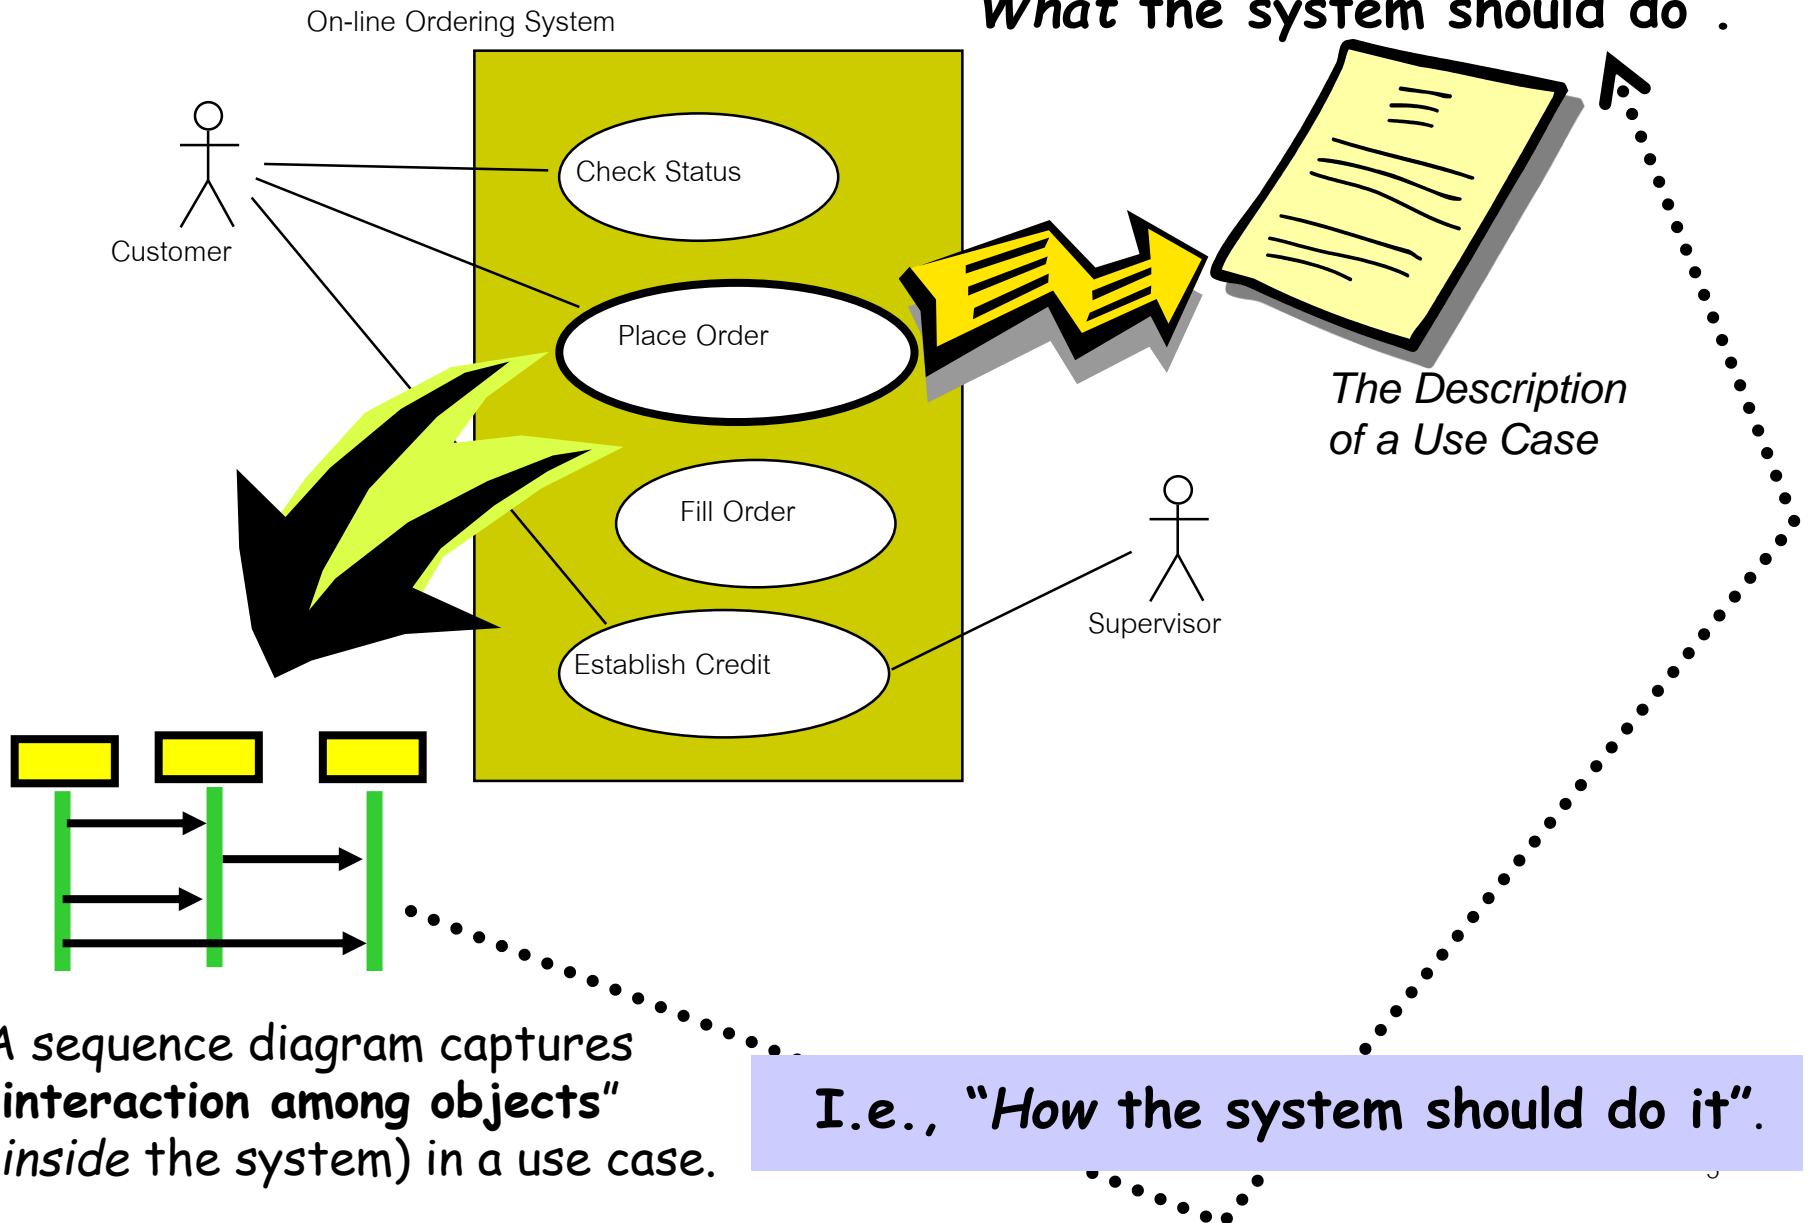 What the system should do".
On-line Ordering System
Check Status
Customer
Place Order
The Description
of a Use Case
Fill Order
Supervisor
Establish Credit
A sequence diagram captures
interaction among objects"
inside the system) in a use case.
I.e., "How the system should do it".